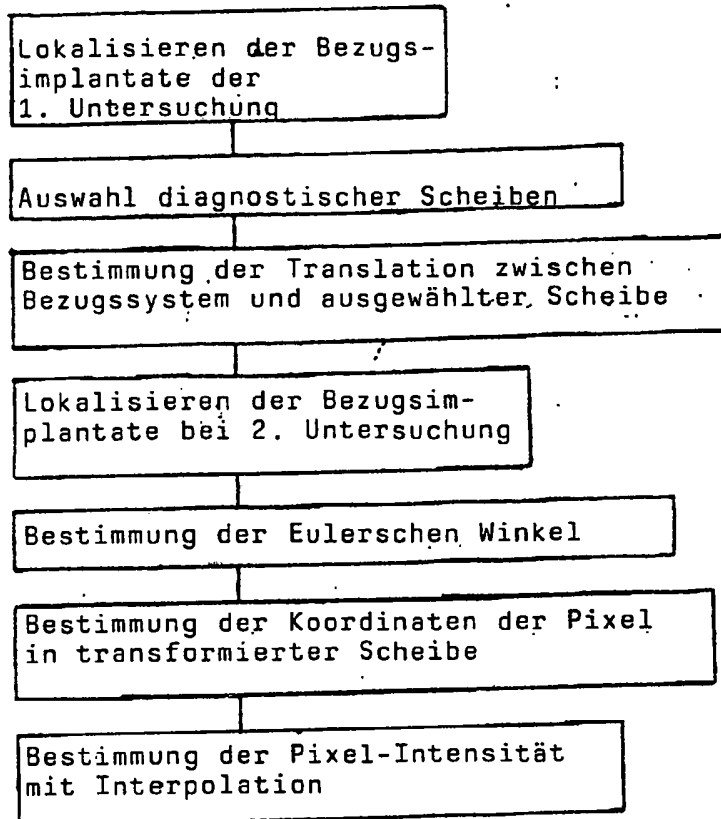 Lokalisieren der Bezugs-
implantate der
1. Untersuchung
Auswahl diagnostischer Scheiben
Bestimmung der Translation zwischen
Bezugssystem und ausgewählter Scheibe
Lokalisieren der Bezugsim-
plantate bei 2. Untersuchung
Bestimmung der Eulerschen Winkel
Bestimmung der Koordinaten der Pixel
in transformierter Scheibe
Bestimmung der Pixel-Intensität
mit Interpolation